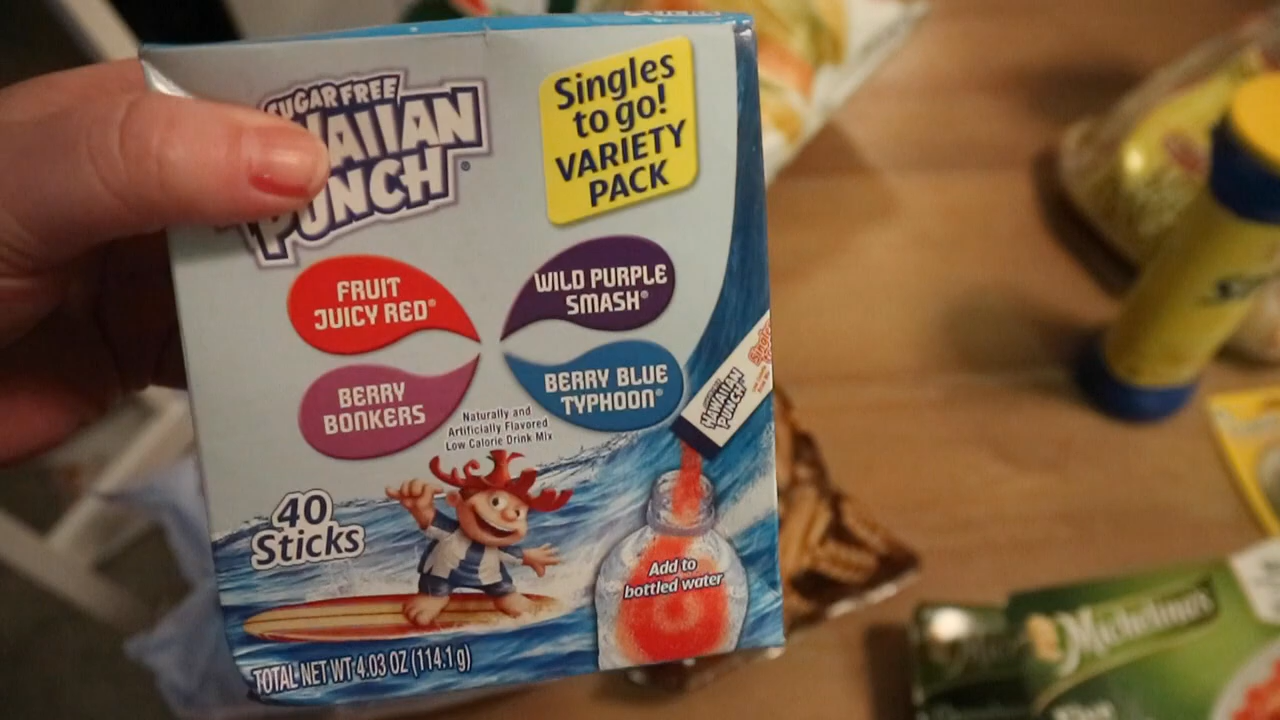 SUGAR FREE
PUNCH
Singles
to go!
VARIETY
PACK
FRUIT
JUICY RED®
WILD PURPLE
SMASH®
BERRY
BONKERS
BERRY BLUE
TYPHOON®
Naturally and
Artificially Flavored
Low Calorie Drink Mix
HAWAIIAN
PUNCH
40
Sticks
Add to
bottled water
TOTAL NET WT 4.03 OZ (114.1 g)
Michelina's